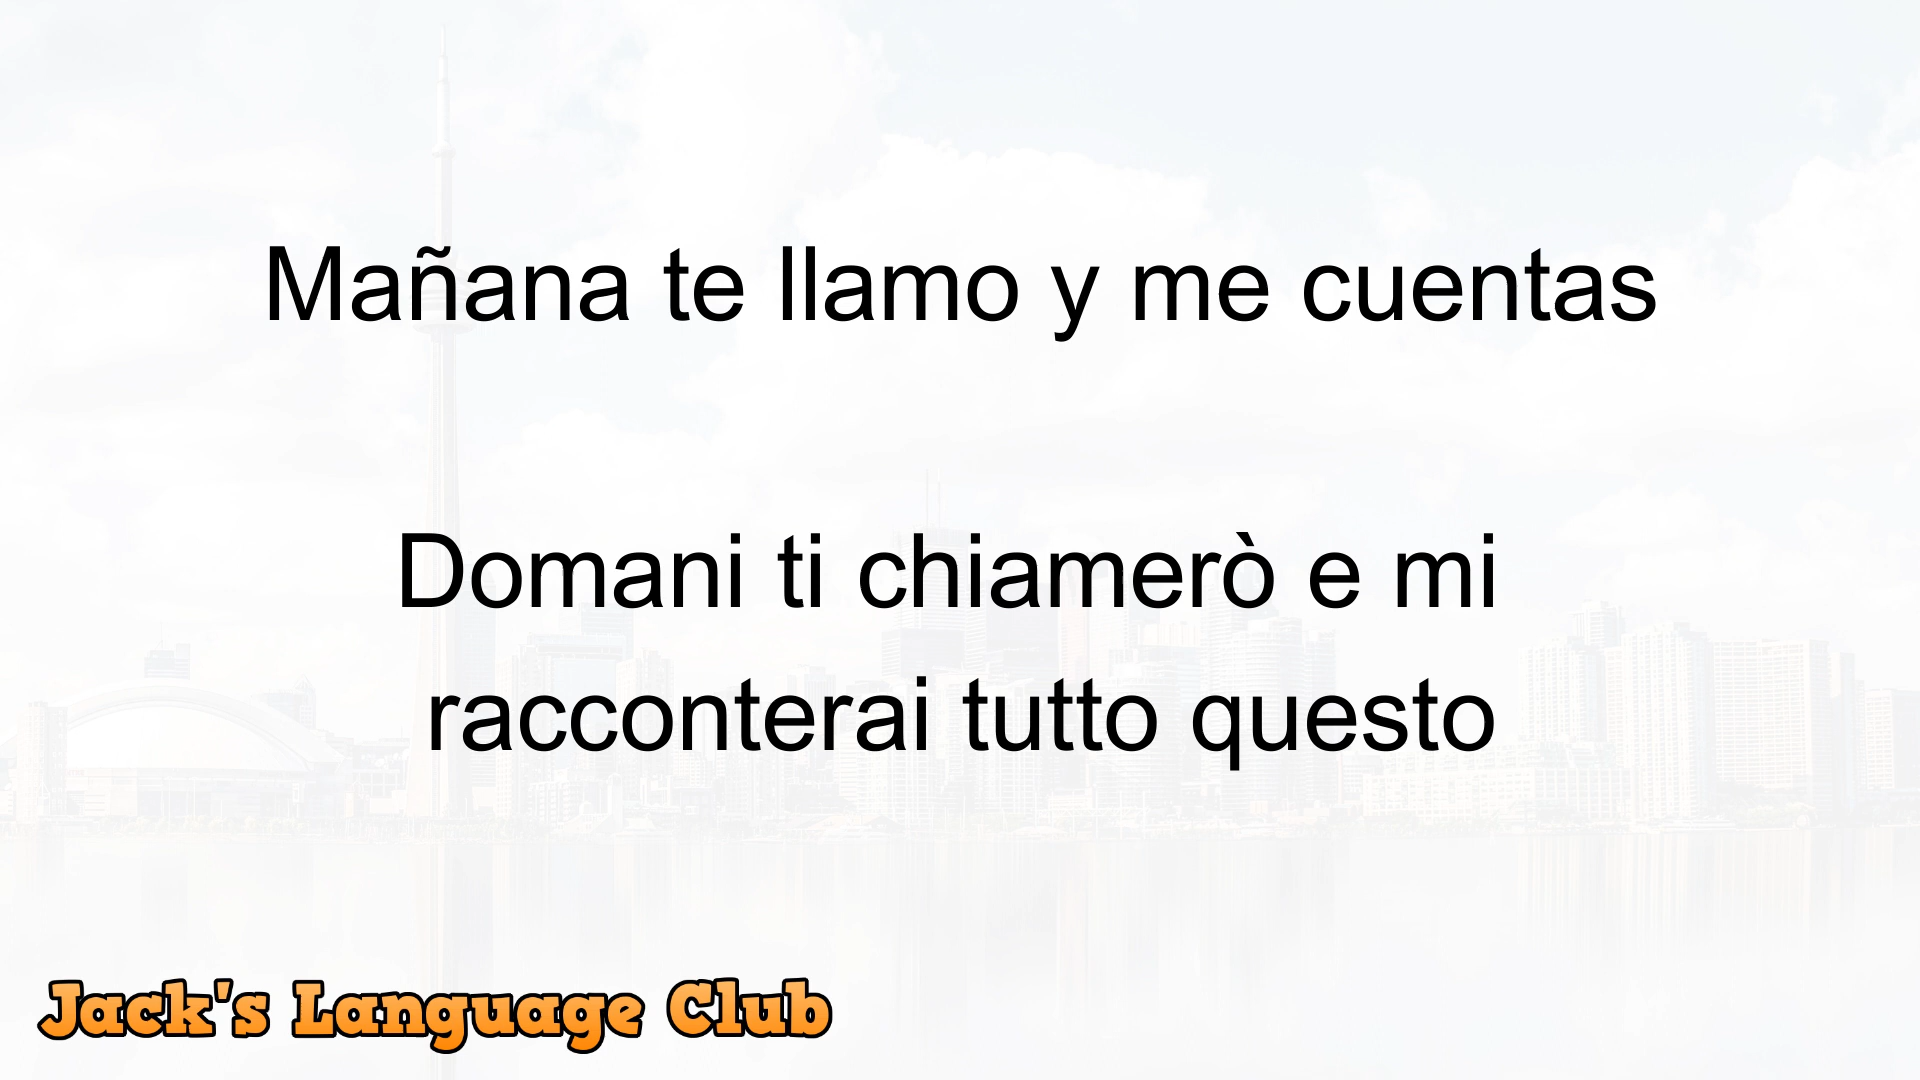 Mañana te llamo y me cuentas
Domani ti chiamerò e mi
racconterai tutto questo
Jack's Language Club